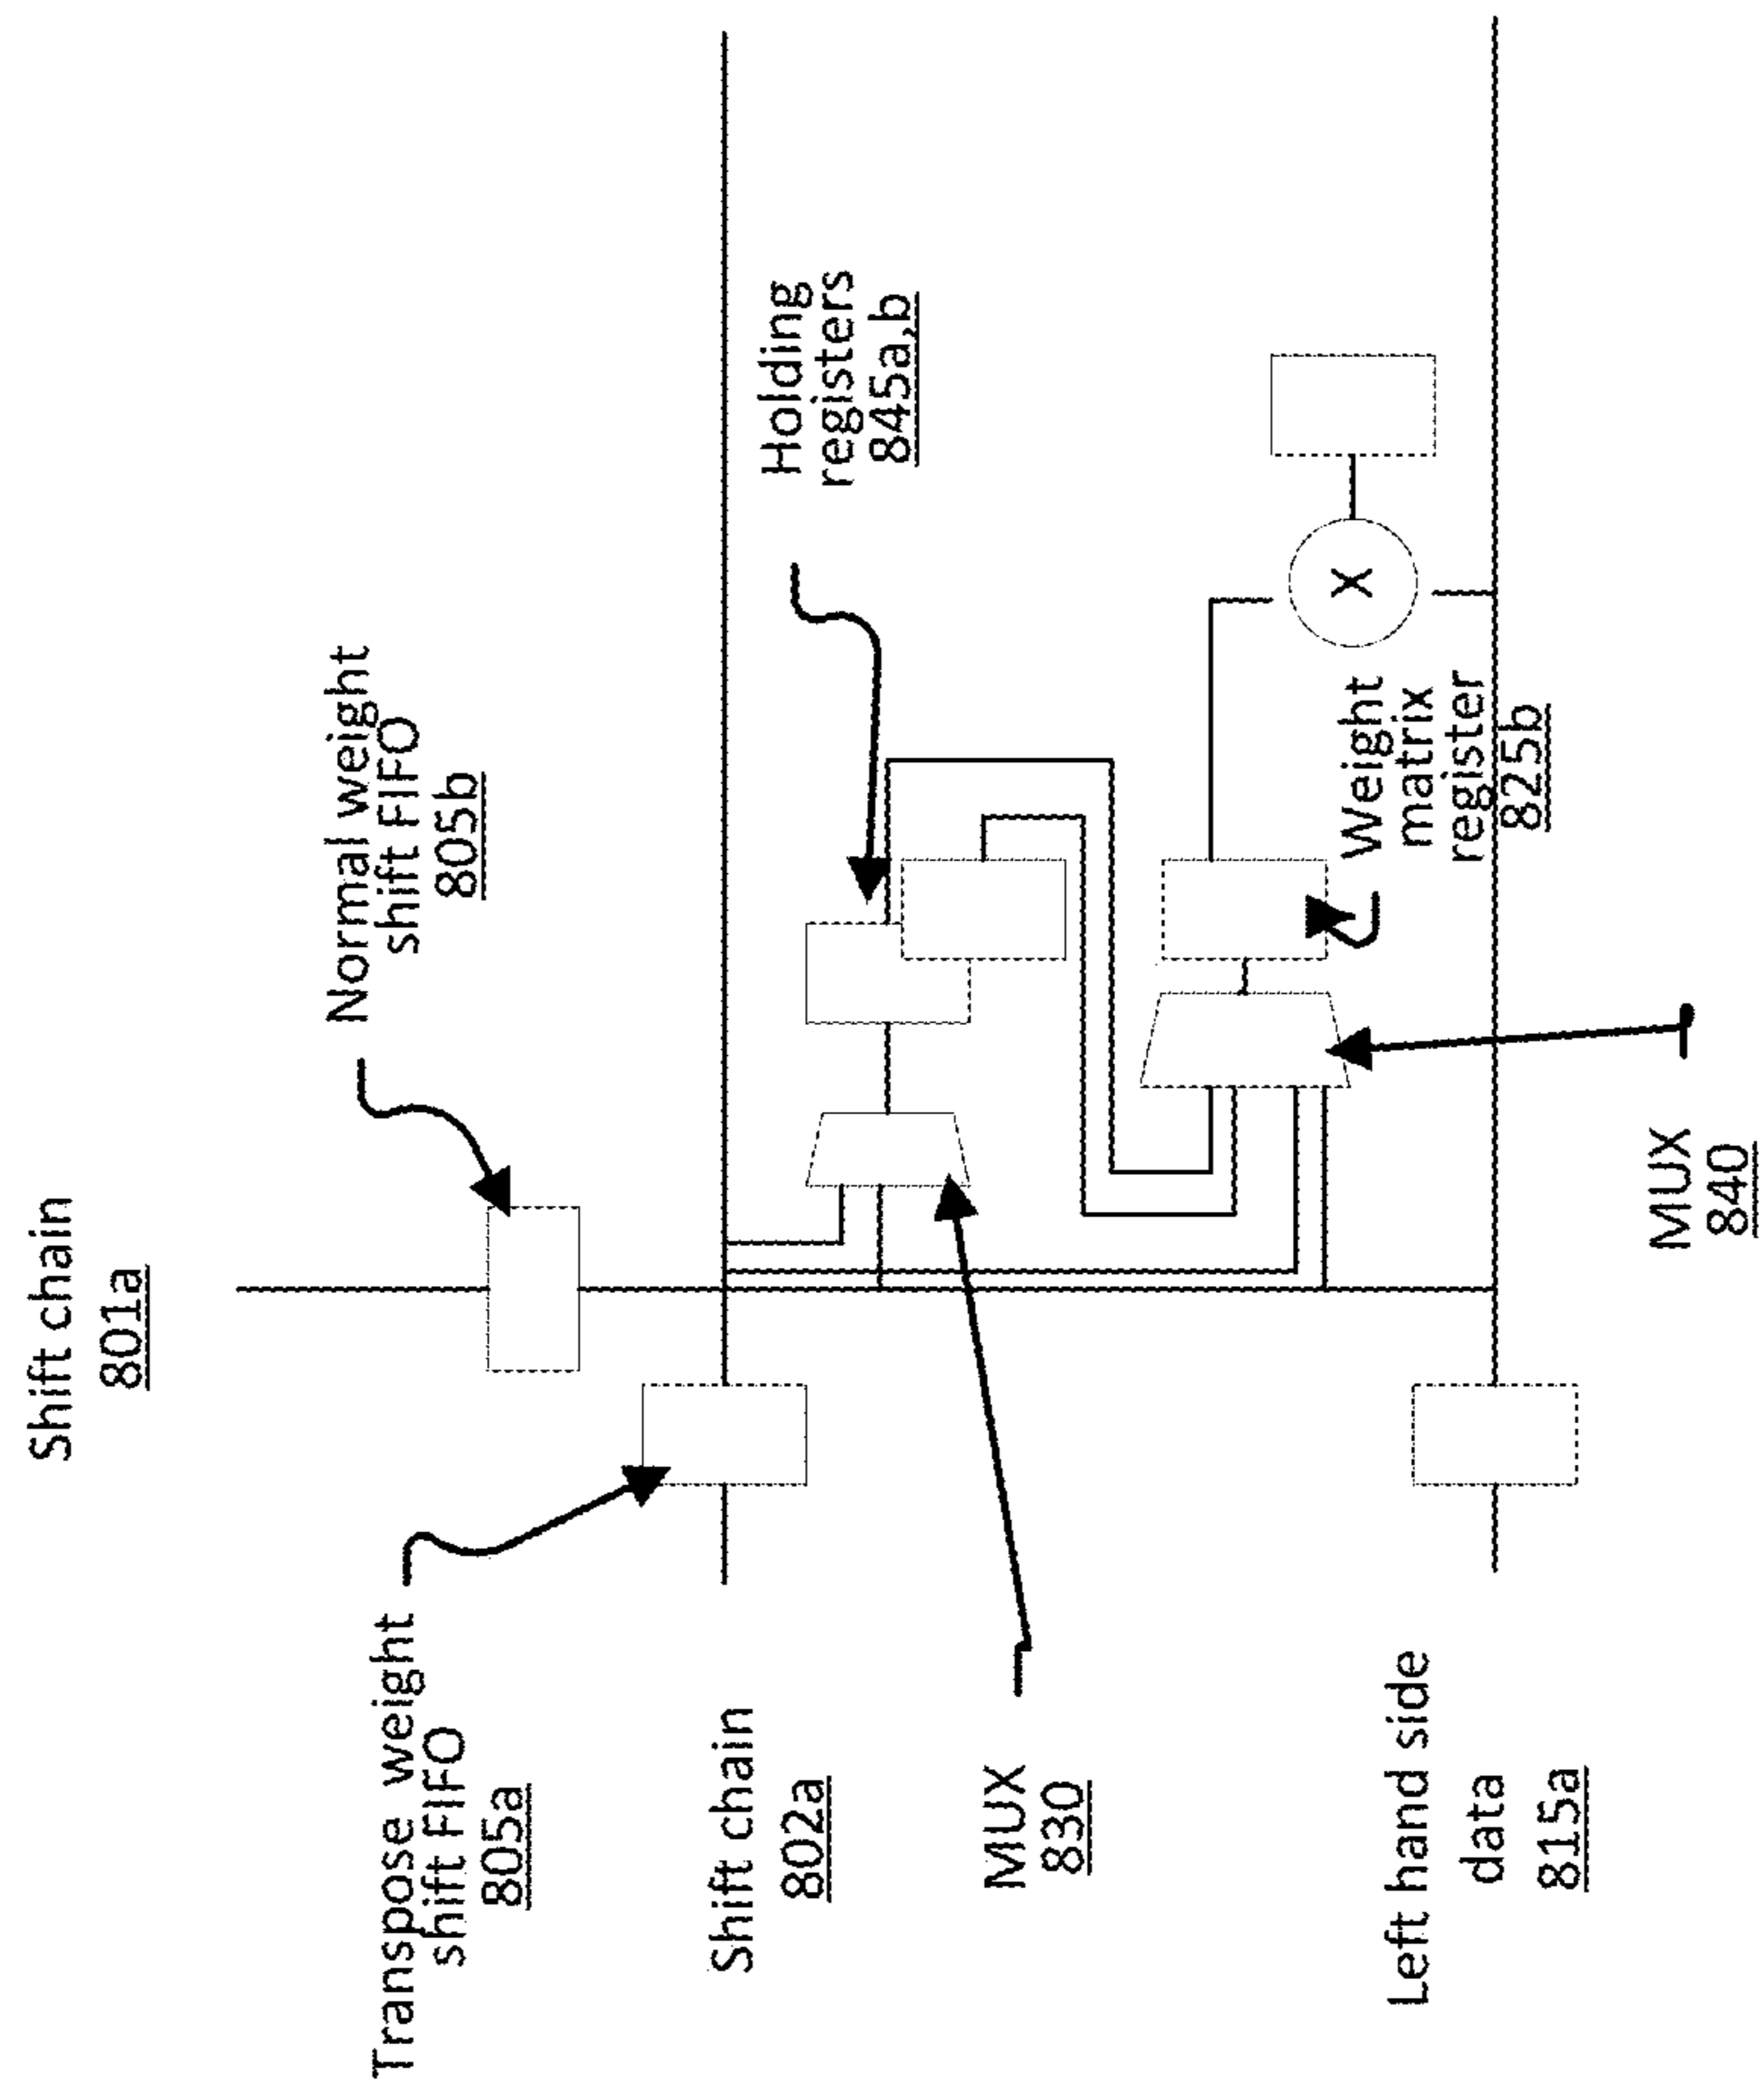 Shift chain
801a
Normal weight
shift FIFO
805b
Transpose weight
shift FIFO
805a
Holding
registers
845a,b
Shift chain
802a
MUX
830
X
Weight
matrix
register
825b
Left hand side
data
815a
MUX
840